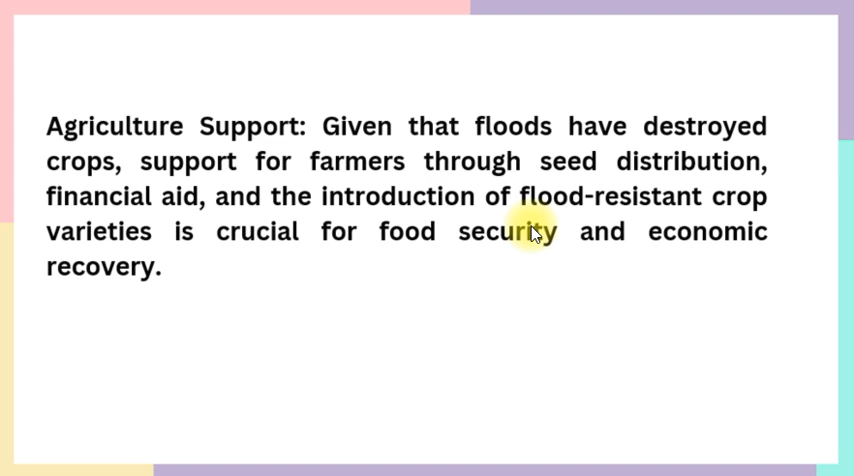 Agriculture Support: Given that floods have destroyed
crops, support for farmers through seed distribution,
financial aid, and the introduction of flood-resistant crop
varieties is crucial for food security and economic
recovery.